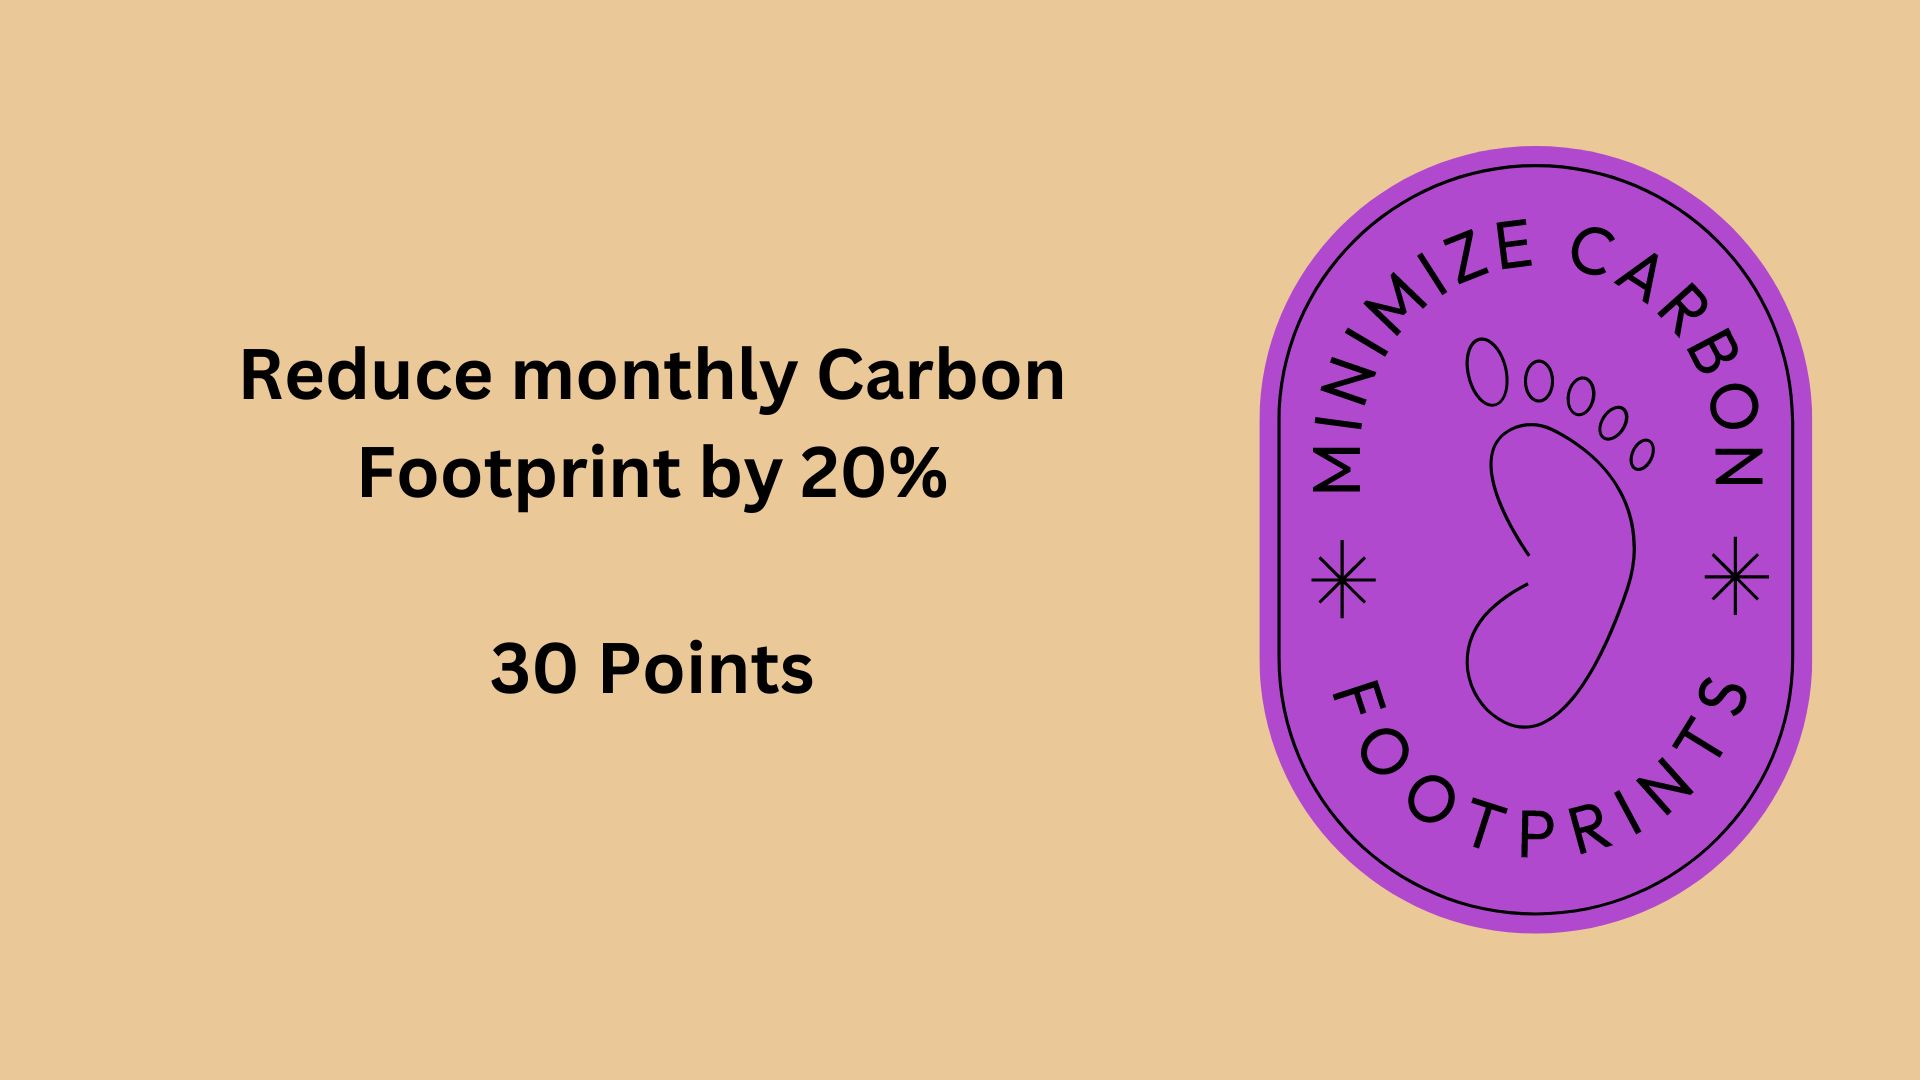 Reduce monthly Carbon
Footprint by 20%
30 Points
MINIMIZE CARBON
FOOTPRINTS